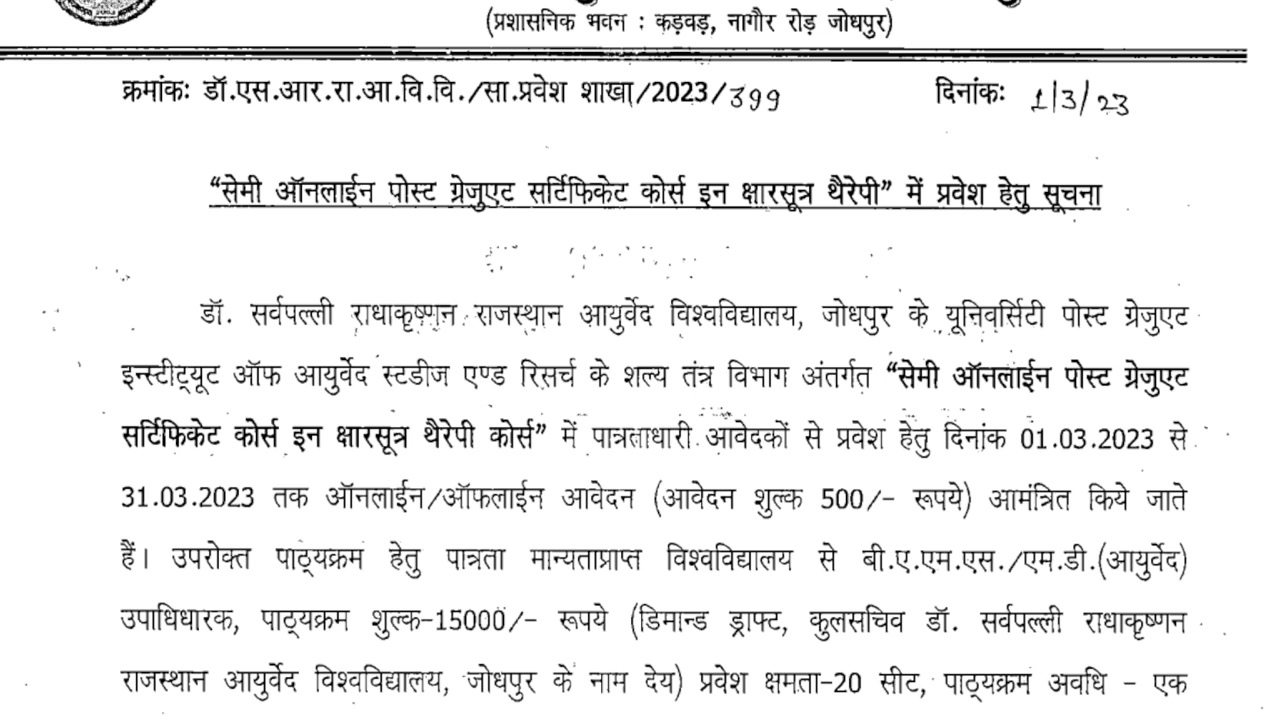 (प्रशासनिक भवन : कड़वड़, नागौर रोड़ जोधपुर)
क्रमांकः डॉ.एस.आर.रा.आ.वि.वि./सा.प्रवेश शाखा/2023/399 दिनांकः 1/3/23
“सेमी ऑनलाईन पोस्ट ग्रेजुएट सर्टिफिकेट कोर्स इन क्षारसूत्र थैरेपी” में प्रवेश हेतु सूचना
डॉ. सर्वपल्ली राधाकृष्णन राजस्थान आयुर्वेद विश्वविद्यालय, जोधपुर के यूनिवर्सिटी पोस्ट ग्रेजुएट
इन्स्टीट्यूट ऑफ आयुर्वेद स्टडीज एण्ड रिसर्च के शल्य तंत्र विभाग अंतर्गत “सेमी ऑनलाईन पोस्ट ग्रेजुएट
सर्टिफिकेट कोर्स इन क्षारसूत्र थैरेपी कोर्स” में पात्रताधारी आवेदकों से प्रवेश हेतु दिनांक 01.03.2023 से
31.03.2023 तक ऑनलाईन/ऑफलाईन आवेदन (आवेदन शुल्क 500/- रूपये) आमंत्रित किये जाते
हैं। उपरोक्त पाठ्यक्रम हेतु पात्रता मान्यताप्राप्त विश्वविद्यालय से बी.ए.एम.एस./एम.डी.(आयुर्वेद)
उपाधिधारक, पाठ्यक्रम शुल्क-15000/- रूपये (डिमान्ड ड्राफ्ट, कुलसचिव डॉ. सर्वपल्ली राधाकृष्णन
राजस्थान आयुर्वेद विश्वविद्यालय, जोधपुर के नाम देय) प्रवेश क्षमता-20 सीट, पाठ्यक्रम अवधि - एक